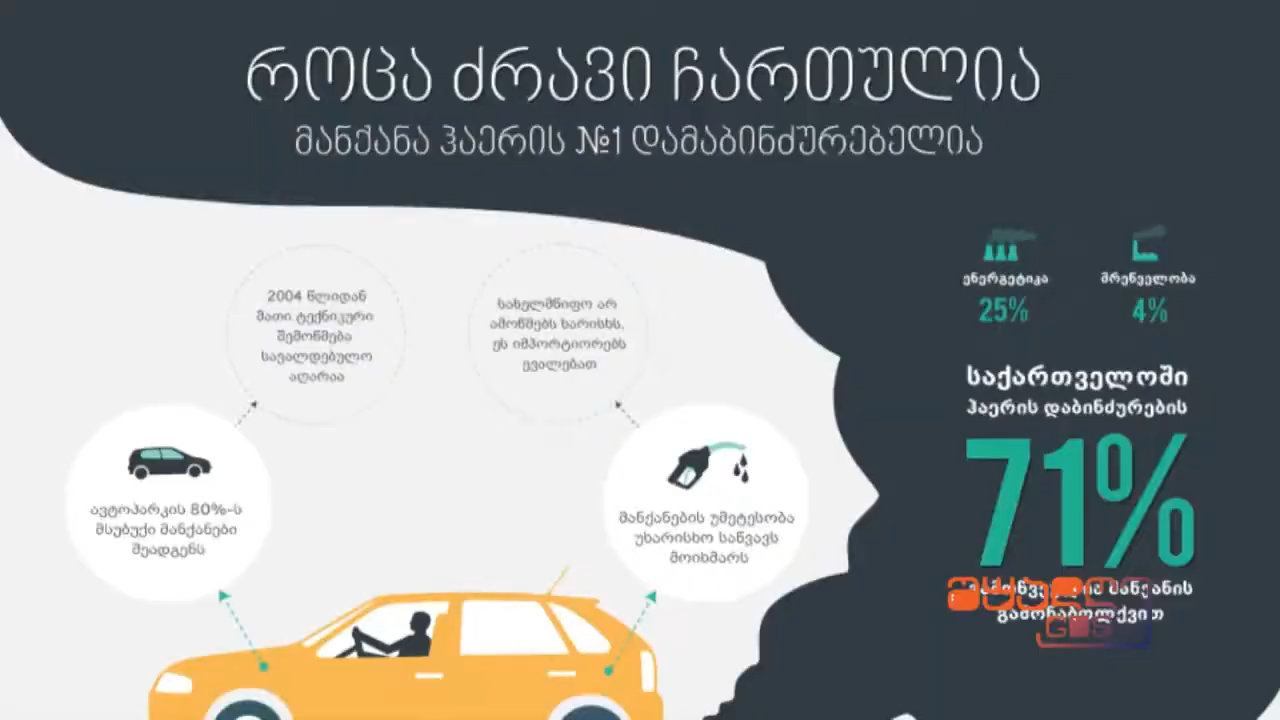 როცა ძრავი ჩართულია
მანქანა ჰაერის №1 დამაბინძურებელია
2004 წლიდან
მათი ტექნიკური
შემოწმება
სავალდებულო
აღარაა
სახელმწიფო არ
ამოწმებს ხარისხს,
ეს იმპორტიორებს
ევალებათ
ავტოპარკის 80%-ს
მსუბუქი მანქანები
შეადგენს
მანქანების უმეტესობა
უხარისხო საწვავს
მოიხმარს
ენერგეტიკა
25%
მრეწველობა
4%
საქართველოში
ჰაერის დაბინძურების
71%
მანქანის
გამონაბოლქვით